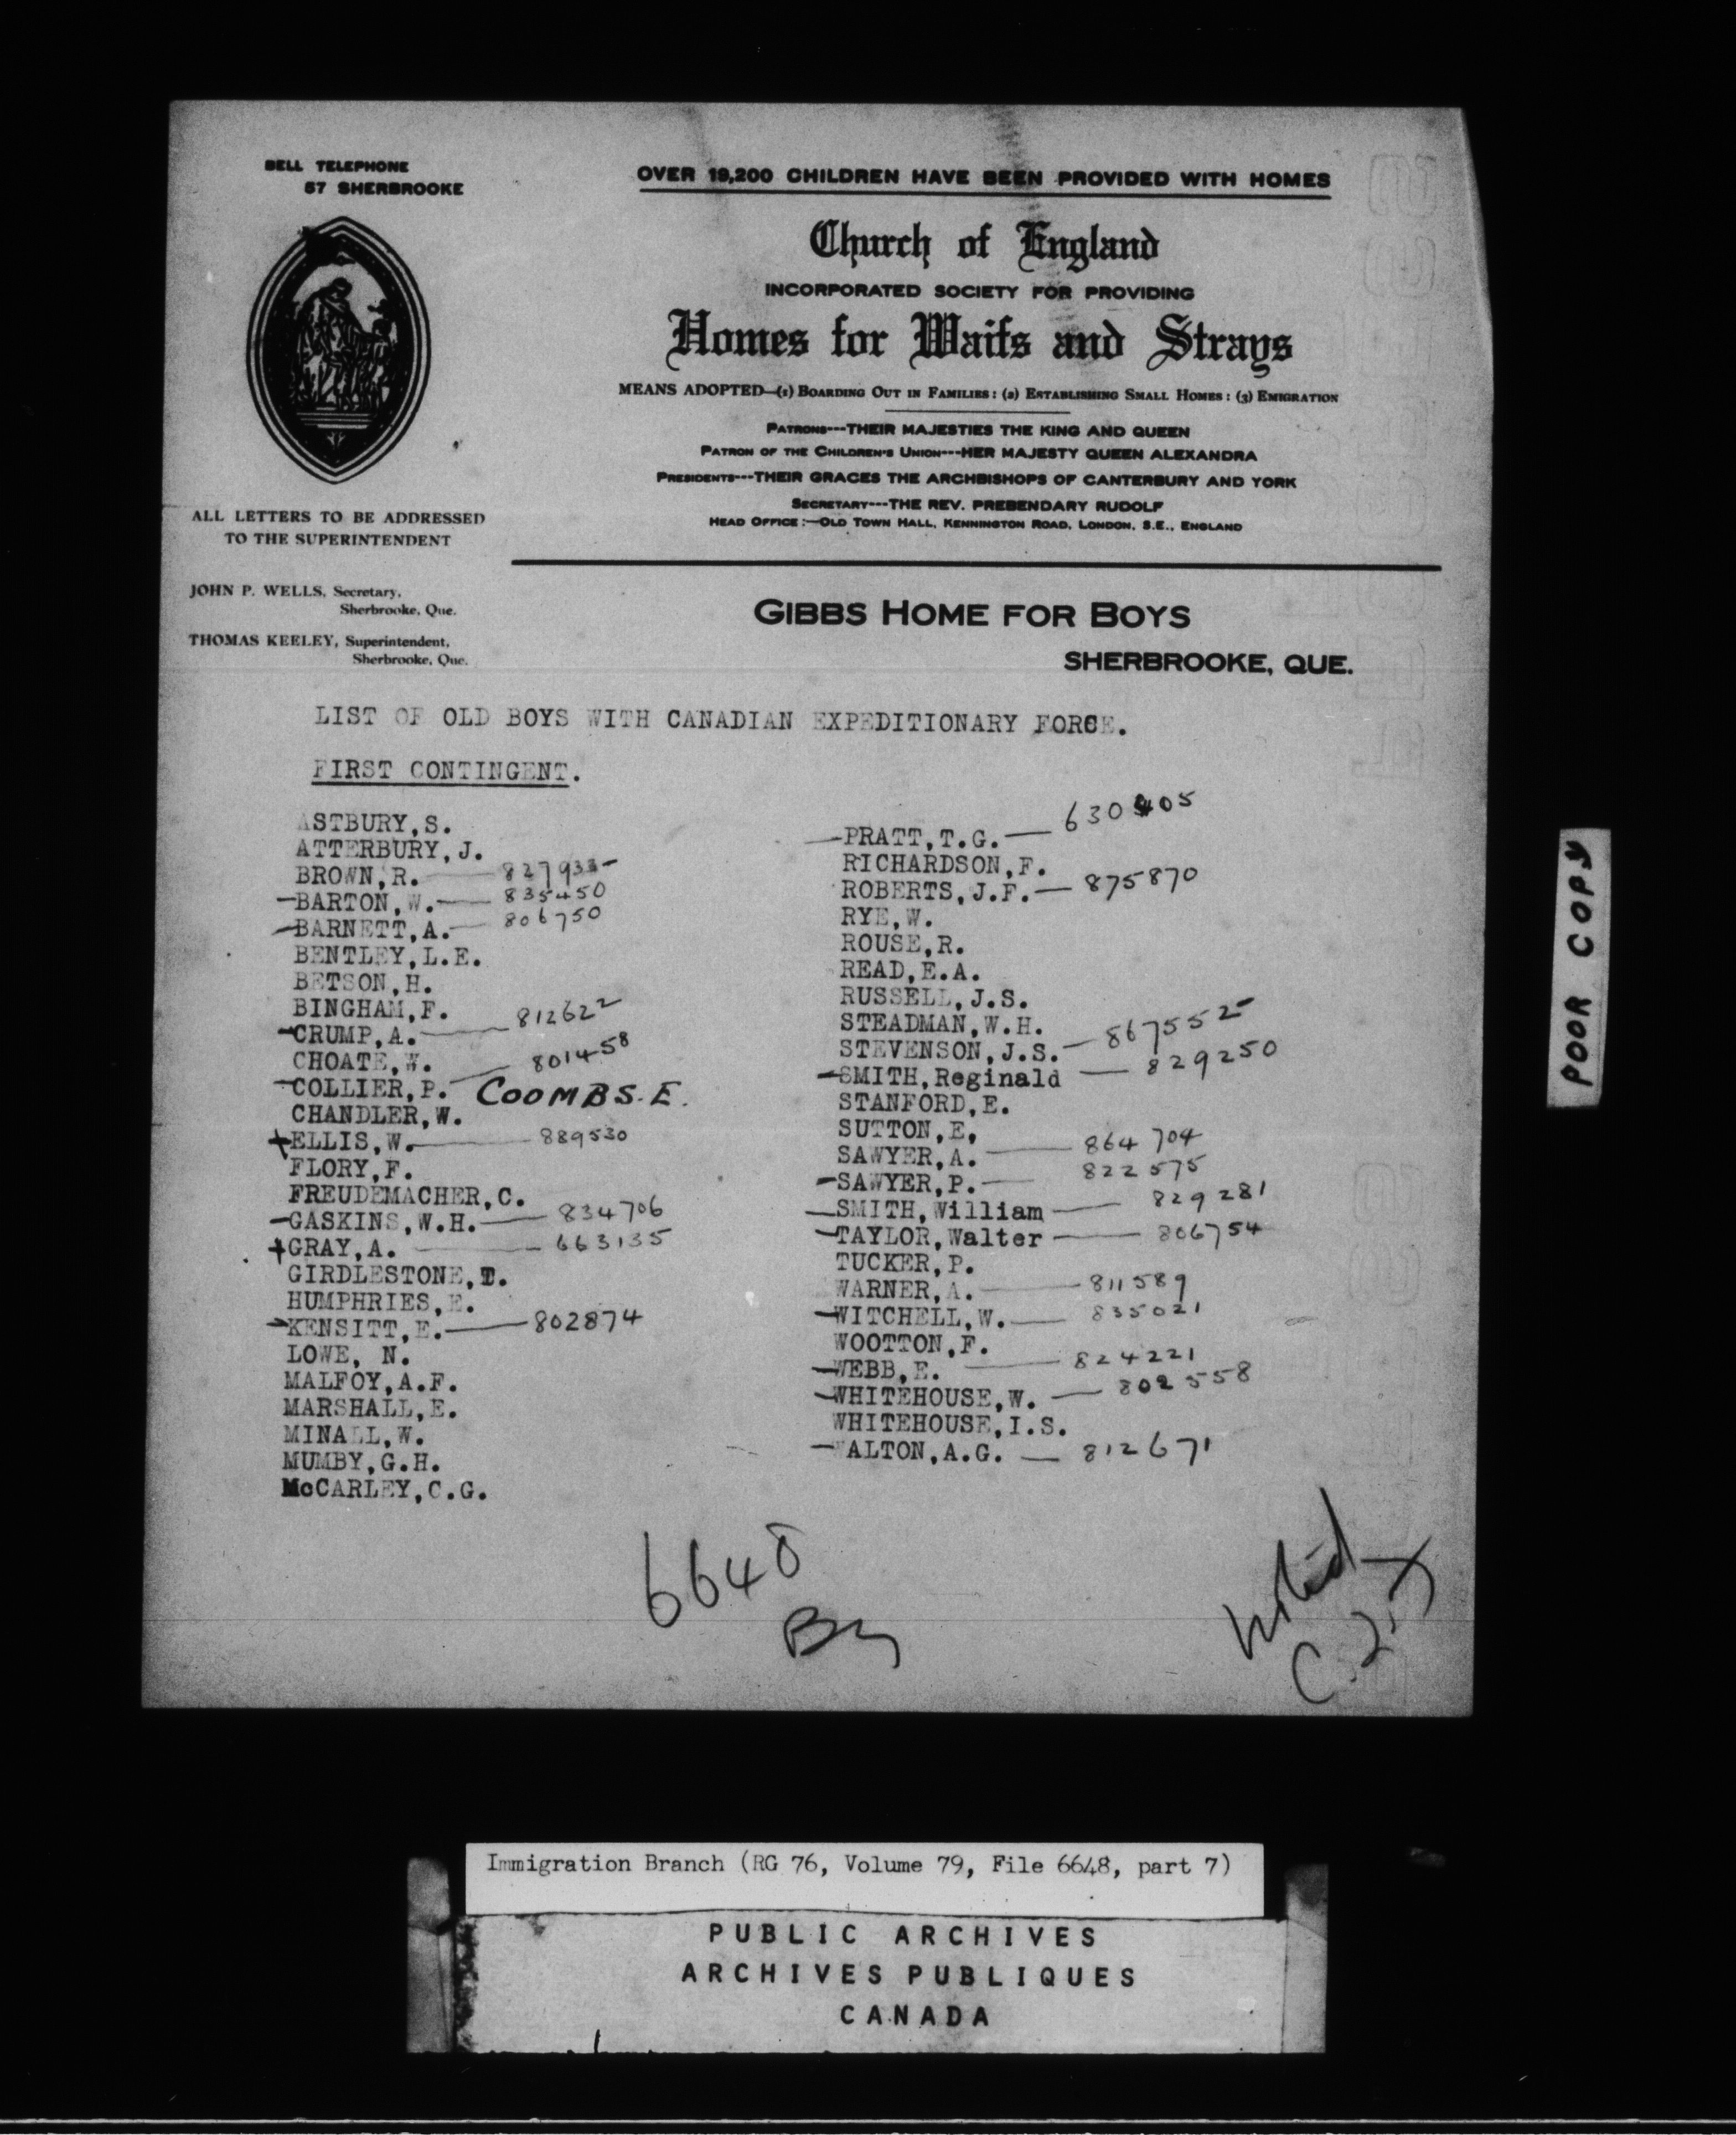 BELL TELEPHONE
57 SHERBROOKE
OVER 19,200 CHILDREN HAVE BEEN PROVIDED WITH HOMES
Church of England
INCORPORATED SOCIETY FOR PROVIDING
Homes for Waifs and Strays
MEANS ADOPTED—(1) BOARDING OUT IN FAMILIES: (2) ESTABLISHING SMALL HOMES: (3) EMIGRATION
PATRONS---THEIR MAJESTIES THE KING AND QUEEN
PATRON OF THE CHILDREN'S UNION---HER MAJESTY QUEEN ALEXANDRA
PRESIDENTS---THEIR GRACES THE ARCHBISHOPS OF CANTERBURY AND YORK
SECRETARY---THE REV. PREBENDARY RUDOLF
HEAD OFFICE:—OLD TOWN HALL, KENNINGTON ROAD, LONDON, S.E., ENGLAND
ALL LETTERS TO BE ADDRESSED
TO THE SUPERINTENDENT
JOHN P. WELLS, Secretary,
Sherbrooke, Que.
THOMAS KEELEY, Superintendent,
Sherbrooke, Que.
GIBBS HOME FOR BOYS
SHERBROOKE, QUE.
LIST OF OLD BOYS WITH CANADIAN EXPEDITIONARY FORCE.
FIRST CONTINGENT.
ASTBURY,S.
ATTERBURY,J.
BROWN,R. — 827933
—BARTON,W. — 835450
—BARNETT,A. — 806750
BENTLEY,L.E.
BETSON,H.
BINGHAM,F.
—CRUMP,A. — 812622
CHOATE,W.
—COLLIER,P. — 801458
COOMBS. E.
CHANDLER,W.
+ELLIS,W. — 889530
FLORY,F.
FREUDEMACHER,C.
—GASKINS,W.H. — 834706
+GRAY,A. — 663135
GIRDLESTONE,T.
HUMPHRIES,E.
—KENSITT,E. — 802874
LOWE, N.
MALFOY,A.F.
MARSHALL,E.
MINALL,W.
MUMBY,G.H.
McCARLEY,C.G.
—PRATT,T.G. — 630405
RICHARDSON,F.
ROBERTS,J.F. — 875870
RYE,W.
ROUSE,R.
READ,E.A.
RUSSELL,J.S.
STEADMAN,W.H.
STEVENSON,J.S. — 867552
—SMITH,Reginald — 829250
STANFORD,E.
SUTTON,E,
SAWYER,A. — 864704
—SAWYER,P. — 822575
—SMITH,William — 829281
—TAYLOR,Walter — 806754
TUCKER,P.
WARNER,A. — 811589
—WITCHELL,W. — 835021
WOOTTON,F.
—WEBB,E. — 824221
—WHITEHOUSE,W. — 802558
WHITEHOUSE,I.S.
—WALTON,A.G. — 812671
6648
Noted
POOR COPY
Immigration Branch (RG 76, Volume 79, File 6648, part 7)
PUBLIC ARCHIVES
ARCHIVES PUBLIQUES
CANADA